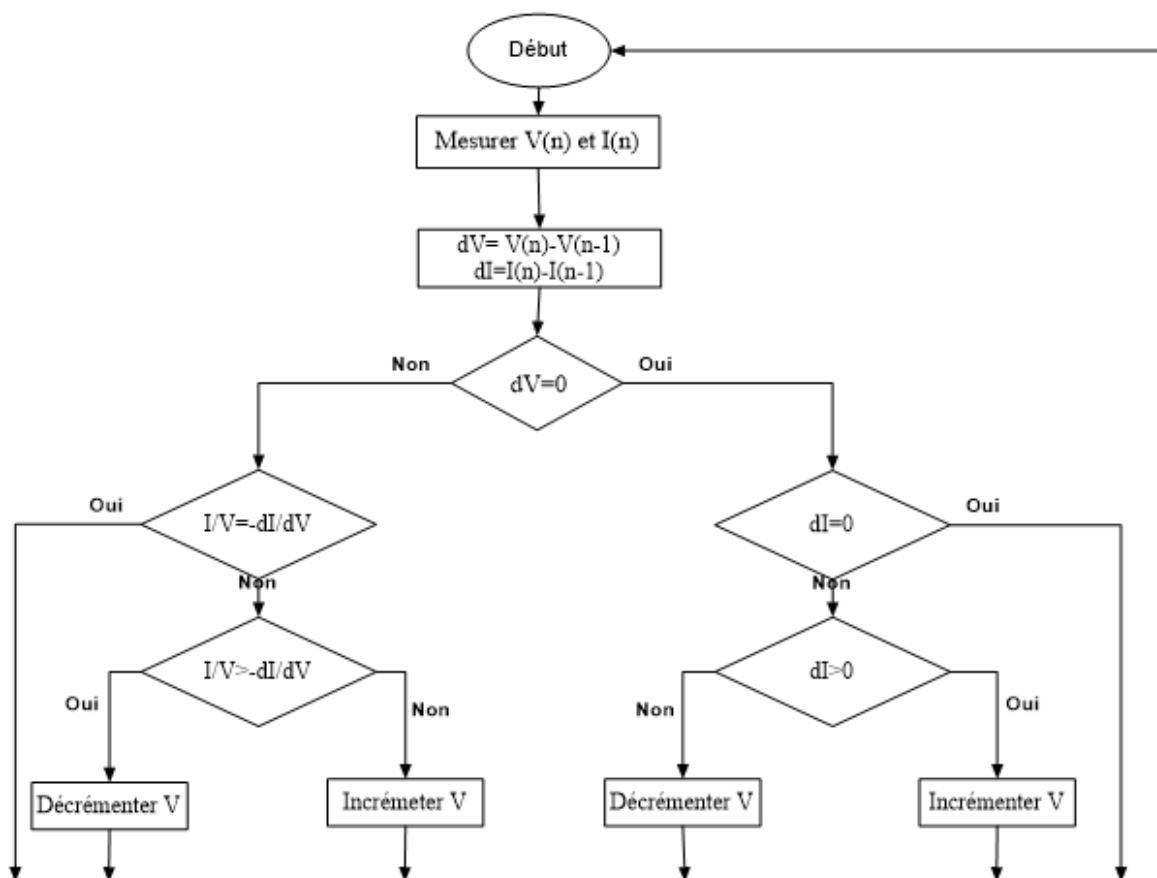 Début
Mesurer V(n) et I(n)
dV= V(n)-V(n-1)
dI=I(n)-I(n-1)
Non
Oui
dV=0
Oui
I/V=-dI/dV
dI=0
Oui
Non
Non
I/V>-dI/dV
dI>0
Oui
Non
Non
Oui
Décrémenter V
Incrémeter V
Décrémenter V
Incrémenter V